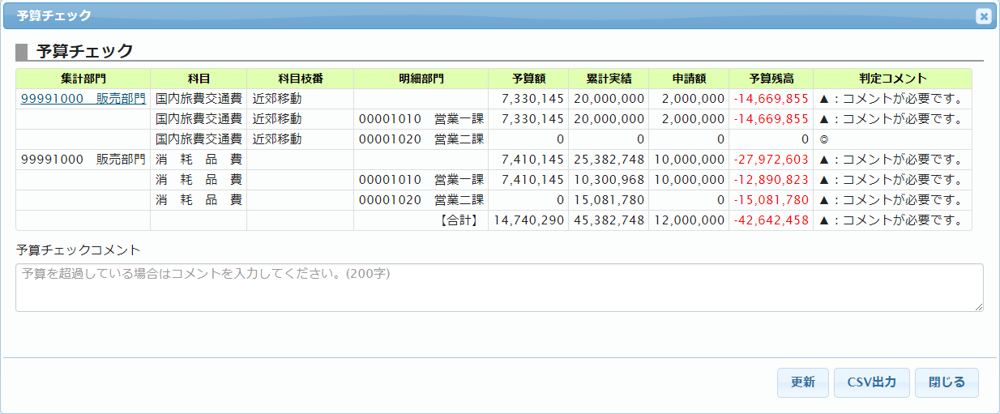 予算チェック
予算チェック
集計部門 科目 科目枝番 明細部門 予算額 累計実績 申請額 予算残高 判定コメント
99991000　販売部門 国内旅費交通費 近郊移動 7,330,145 20,000,000 2,000,000 -14,669,855 ▲：コメントが必要です。
国内旅費交通費 近郊移動 00001010　営業一課 7,330,145 20,000,000 2,000,000 -14,669,855 ▲：コメントが必要です。
国内旅費交通費 近郊移動 00001020　営業二課 0 0 0 0 ◎
99991000　販売部門 消　耗　品　費 7,410,145 25,382,748 10,000,000 -27,972,603 ▲：コメントが必要です。
消　耗　品　費 00001010　営業一課 7,410,145 10,300,968 10,000,000 -12,890,823 ▲：コメントが必要です。
消　耗　品　費 00001020　営業二課 0 15,081,780 0 -15,081,780 ▲：コメントが必要です。
【合計】 14,740,290 45,382,748 12,000,000 -42,642,458 ▲：コメントが必要です。
予算チェックコメント
予算を超過している場合はコメントを入力してください。(200字)
更新 CSV出力 閉じる